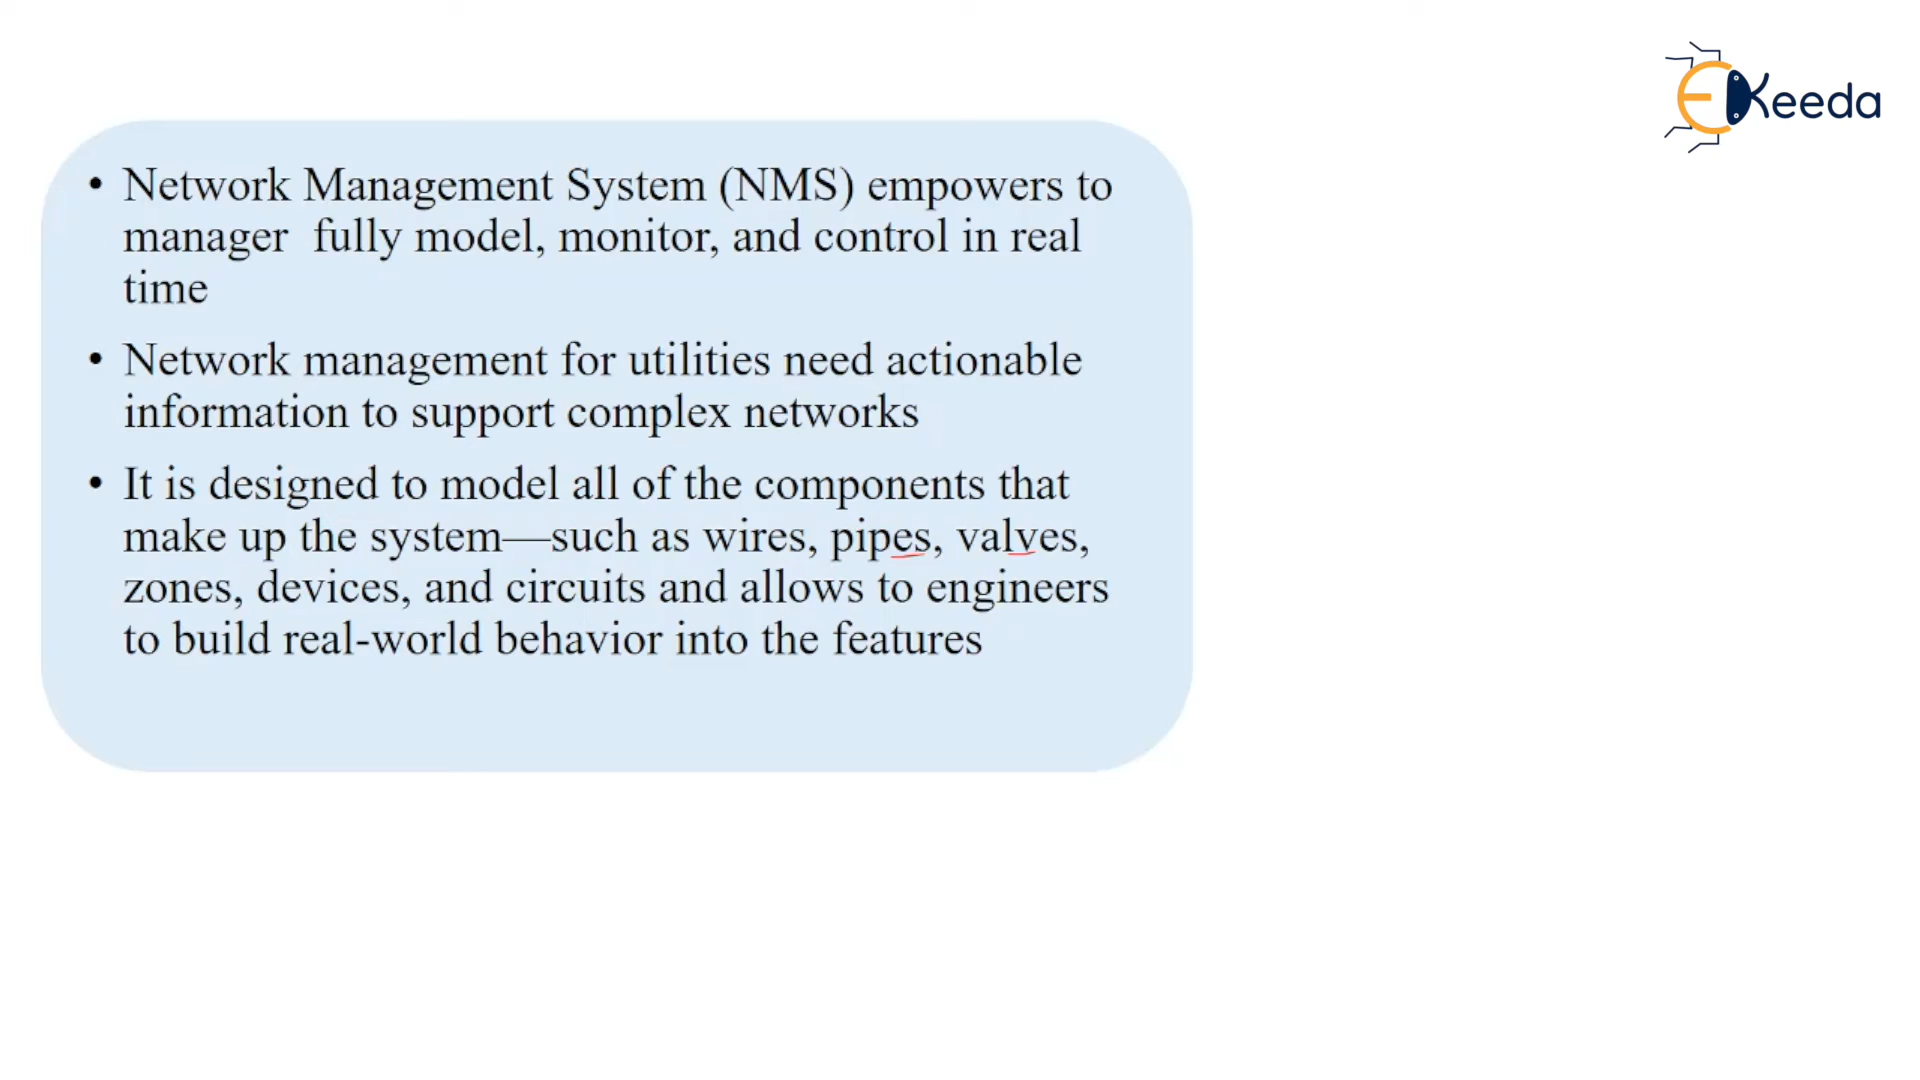 EKeeda
• Network Management System (NMS) empowers to
manager  fully model, monitor, and control in real
time
• Network management for utilities need actionable
information to support complex networks
• It is designed to model all of the components that
make up the system—such as wires, pipes, valves,
zones, devices, and circuits and allows to engineers
to build real-world behavior into the features